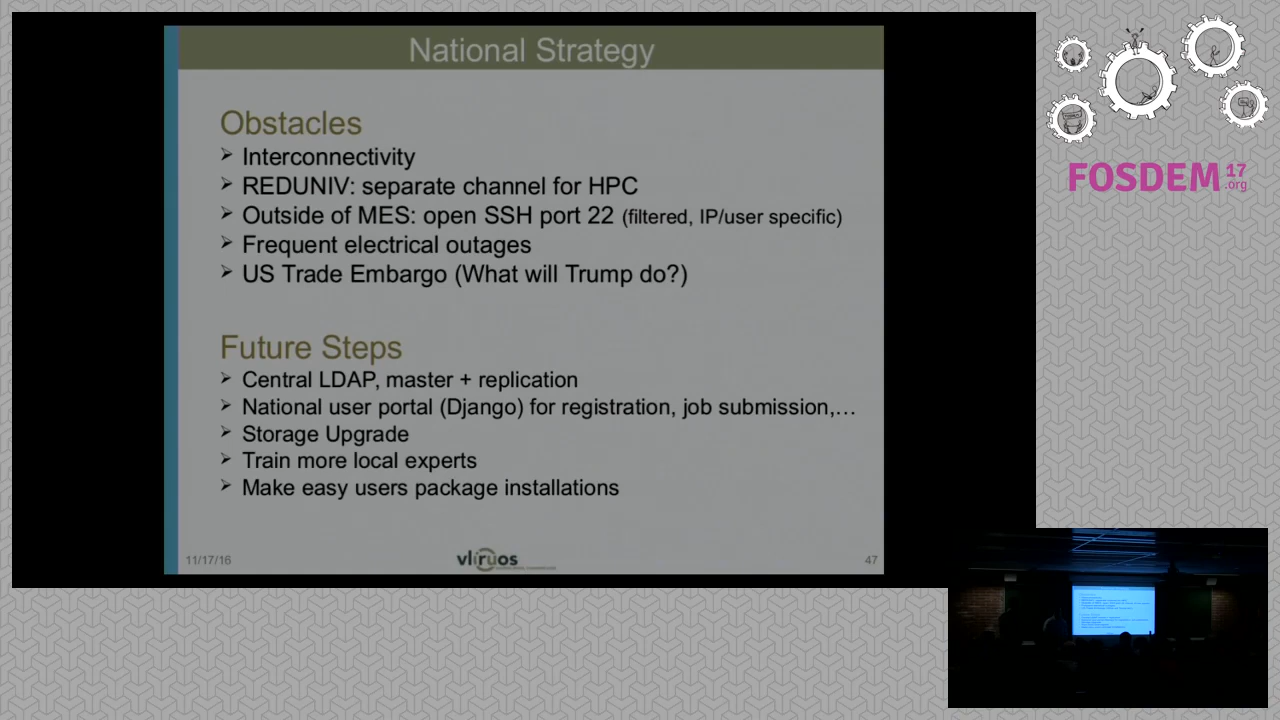 National Strategy
Obstacles
Interconnectivity
REDUNIV: separate channel for HPC
Outside of MES: open SSH port 22 (filtered, IP/user specific)
Frequent electrical outages
US Trade Embargo (What will Trump do?)
Future Steps
Central LDAP, master + replication
National user portal (Django) for registration, job submission,…
Storage Upgrade
Train more local experts
Make easy users package installations
11/17/16
vliruos
47
FOSDEM 17
.org